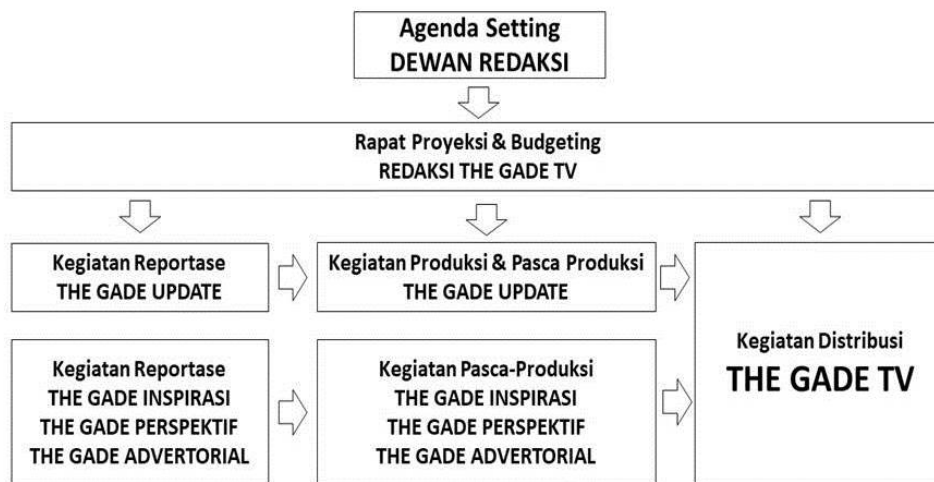 Agenda Setting
DEWAN REDAKSI
Rapat Proyeksi & Budgeting
REDAKSI THE GADE TV
Kegiatan Reportase
THE GADE UPDATE
Kegiatan Produksi & Pasca Produksi
THE GADE UPDATE
Kegiatan Reportase
THE GADE INSPIRASI
THE GADE PERSPEKTIF
THE GADE ADVERTORIAL
Kegiatan Pasca-Produksi
THE GADE INSPIRASI
THE GADE PERSPEKTIF
THE GADE ADVERTORIAL
Kegiatan Distribusi
THE GADE TV